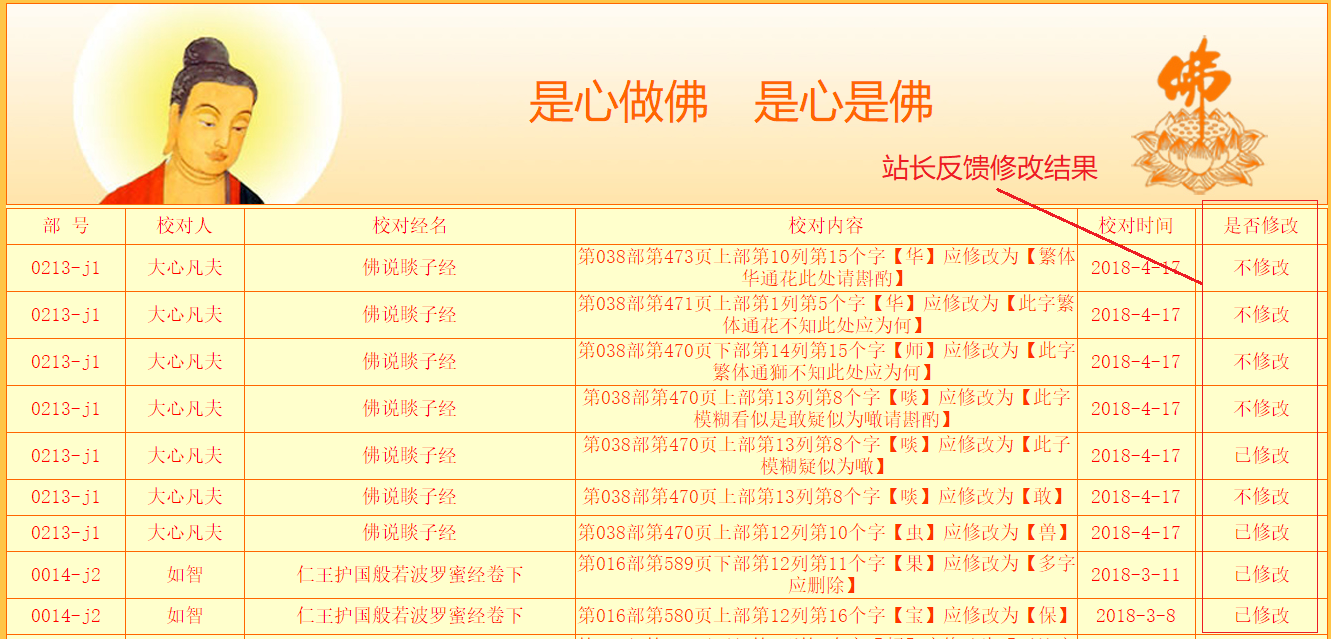 是心做佛 是心是佛
佛
站长反馈修改结果
部 号 校对人 校对经名 校对内容 校对时间 是否修改
0213-j1 大心凡夫 佛说睒子经 第038部第473页上部第10列第15个字【华】应修改为【繁体
华通花此处请斟酌】 2018-4-17 不修改
0213-j1 大心凡夫 佛说睒子经 第038部第471页上部第1列第5个字【华】应修改为【此字繁
体通花不知此处应为何】 2018-4-17 不修改
0213-j1 大心凡夫 佛说睒子经 第038部第470页下部第14列第15个字【师】应修改为【此字
繁体通獅不知此处应为何】 2018-4-17 不修改
0213-j1 大心凡夫 佛说睒子经 第038部第470页上部第13列第8个字【啖】应修改为【此字
模糊看似是敢疑似为噉请斟酌】 2018-4-17 不修改
0213-j1 大心凡夫 佛说睒子经 第038部第470页上部第13列第8个字【啖】应修改为【此子
模糊疑似为噉】 2018-4-17 已修改
0213-j1 大心凡夫 佛说睒子经 第038部第470页上部第13列第8个字【啖】应修改为【敢】 2018-4-17 不修改
0213-j1 大心凡夫 佛说睒子经 第038部第470页上部第12列第10个字【虫】应修改为【兽】 2018-4-17 已修改
0014-j2 如智 仁王护国般若波罗蜜经卷下 第016部第589页下部第12列第11个字【果】应修改为【多字
应删除】 2018-3-11 已修改
0014-j2 如智 仁王护国般若波罗蜜经卷下 第016部第580页上部第12列第16个字【宝】应修改为【保】 2018-3-8 已修改